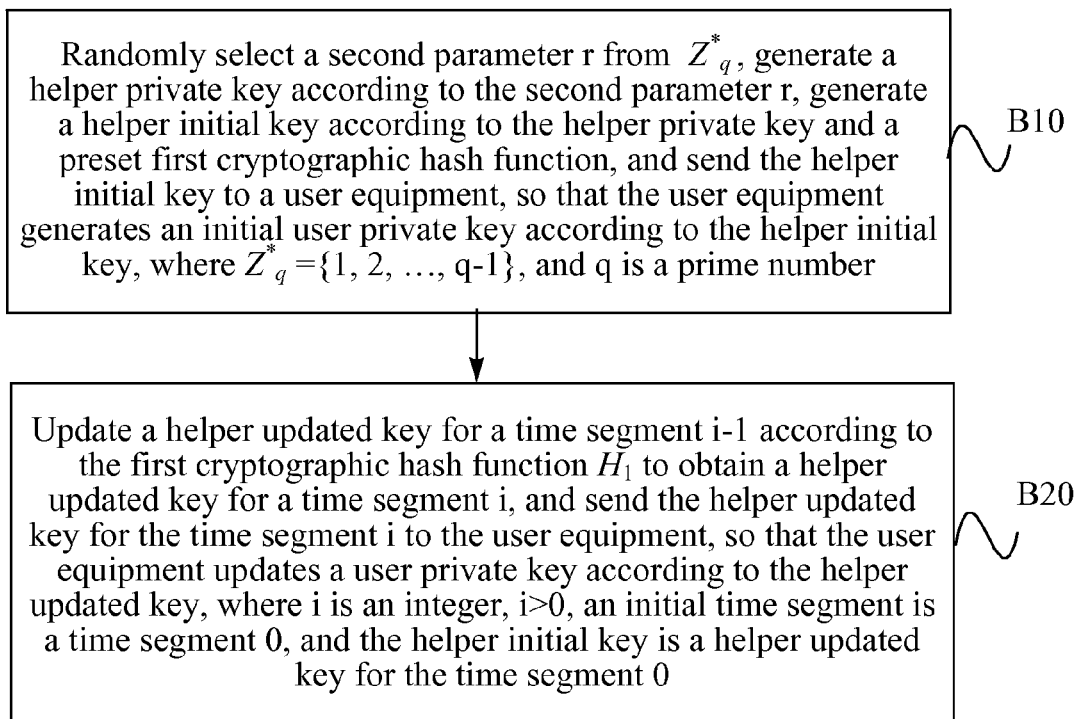 Randomly select a second parameter r from Z*q, generate a
helper private key according to the second parameter r, generate
a helper initial key according to the helper private key and a
preset first cryptographic hash function, and send the helper
initial key to a user equipment, so that the user equipment
generates an initial user private key according to the helper initial
key, where Z*q ={1, 2, …, q-1}, and q is a prime number
B10
Update a helper updated key for a time segment i-1 according to
the first cryptographic hash function H1 to obtain a helper
updated key for a time segment i, and send the helper updated
key for the time segment i to the user equipment, so that the user
equipment updates a user private key according to the helper
updated key, where i is an integer, i>0, an initial time segment is
a time segment 0, and the helper initial key is a helper updated
key for the time segment 0
B20